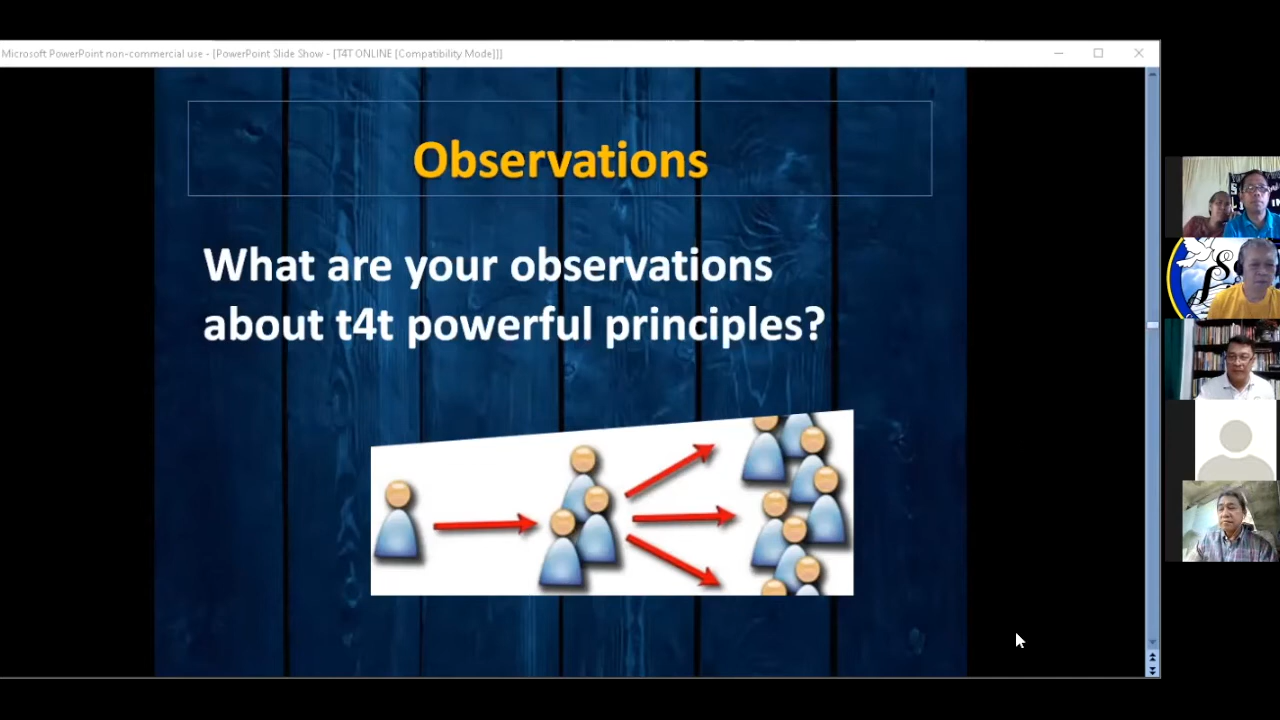 Microsoft PowerPoint non-commercial use - [PowerPoint Slide Show - [T4T ONLINE [Compatibility Mode]]]
Observations
What are your observations
about t4t powerful principles?